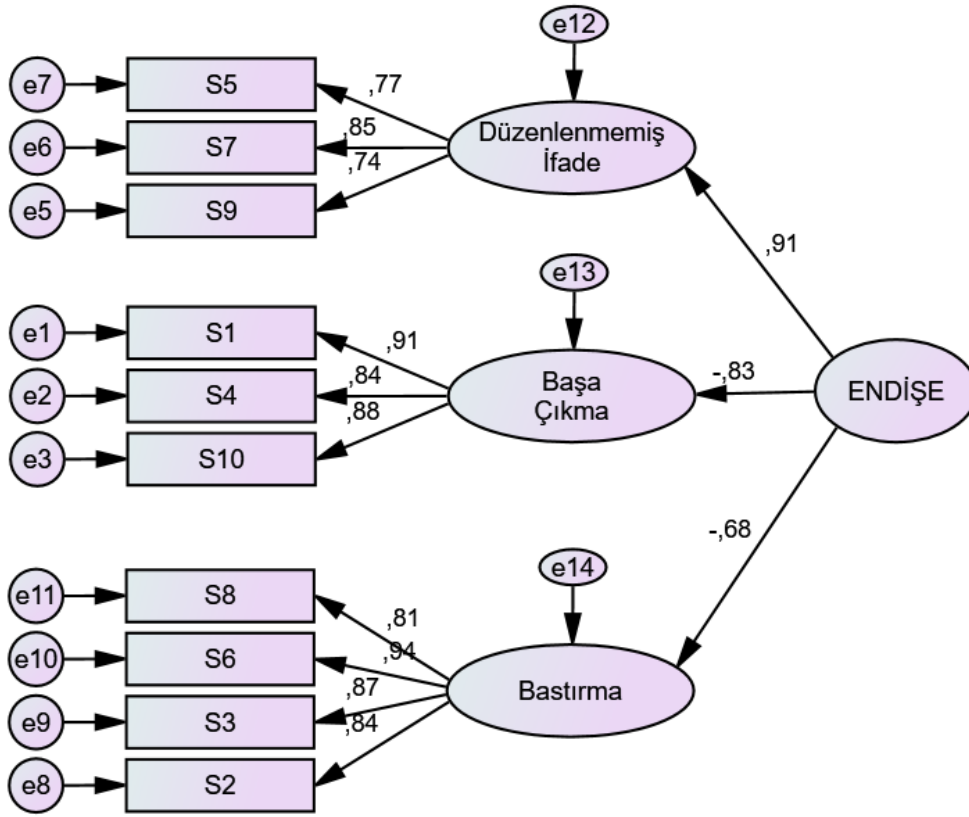 e12
e7
S5
,77
e6
S7
,85
Düzenlenmemiş
İfade
e5
S9
,74
,91
e13
e1
S1
,91
e2
S4
,84
Başa
Çıkma
-,83
ENDİŞE
e3
S10
,88
-,68
e14
e11
S8
,81
e10
S6
,94
Bastırma
e9
S3
,87
e8
S2
,84